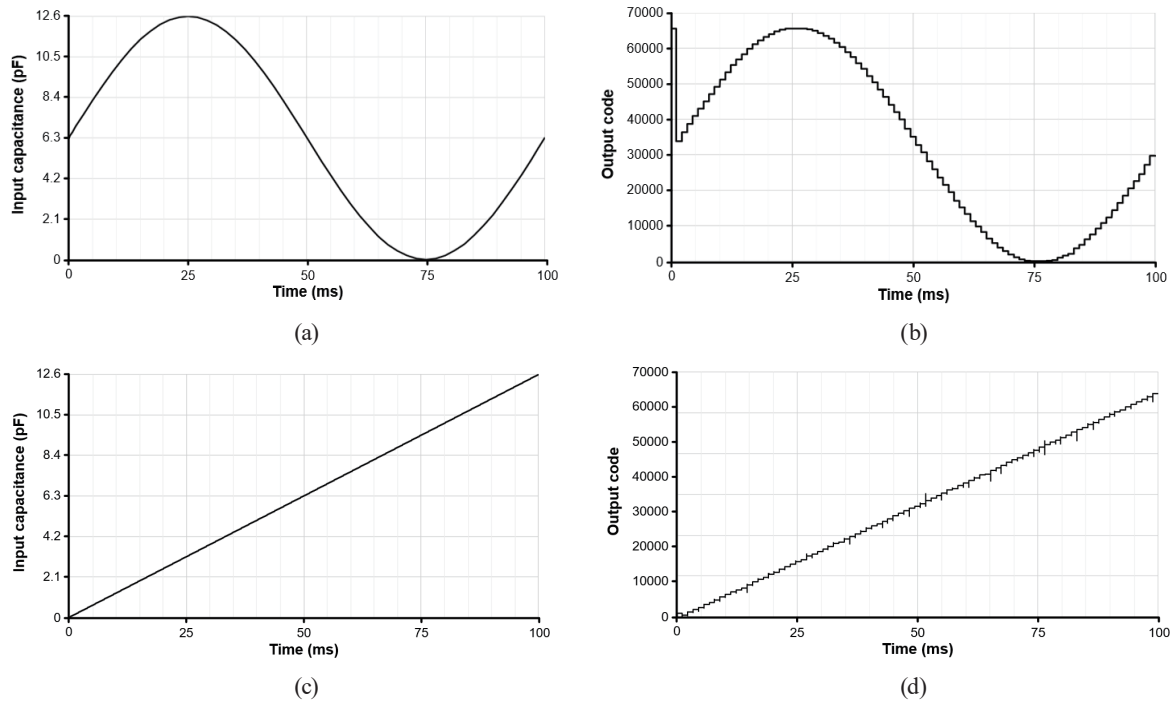 12.6
10.5
8.4
6.3
4.2
2.1
0
Input capacitance (pF)
0 25 50 75 100
Time (ms)
(a)
70000
60000
50000
40000
30000
20000
10000
0
Output code
0 25 50 75 100
Time (ms)
(b)
12.6
10.5
8.4
6.3
4.2
2.1
0
Input capacitance (pF)
0 25 50 75 100
Time (ms)
(c)
70000
60000
50000
40000
30000
20000
10000
0
Output code
0 25 50 75 100
Time (ms)
(d)